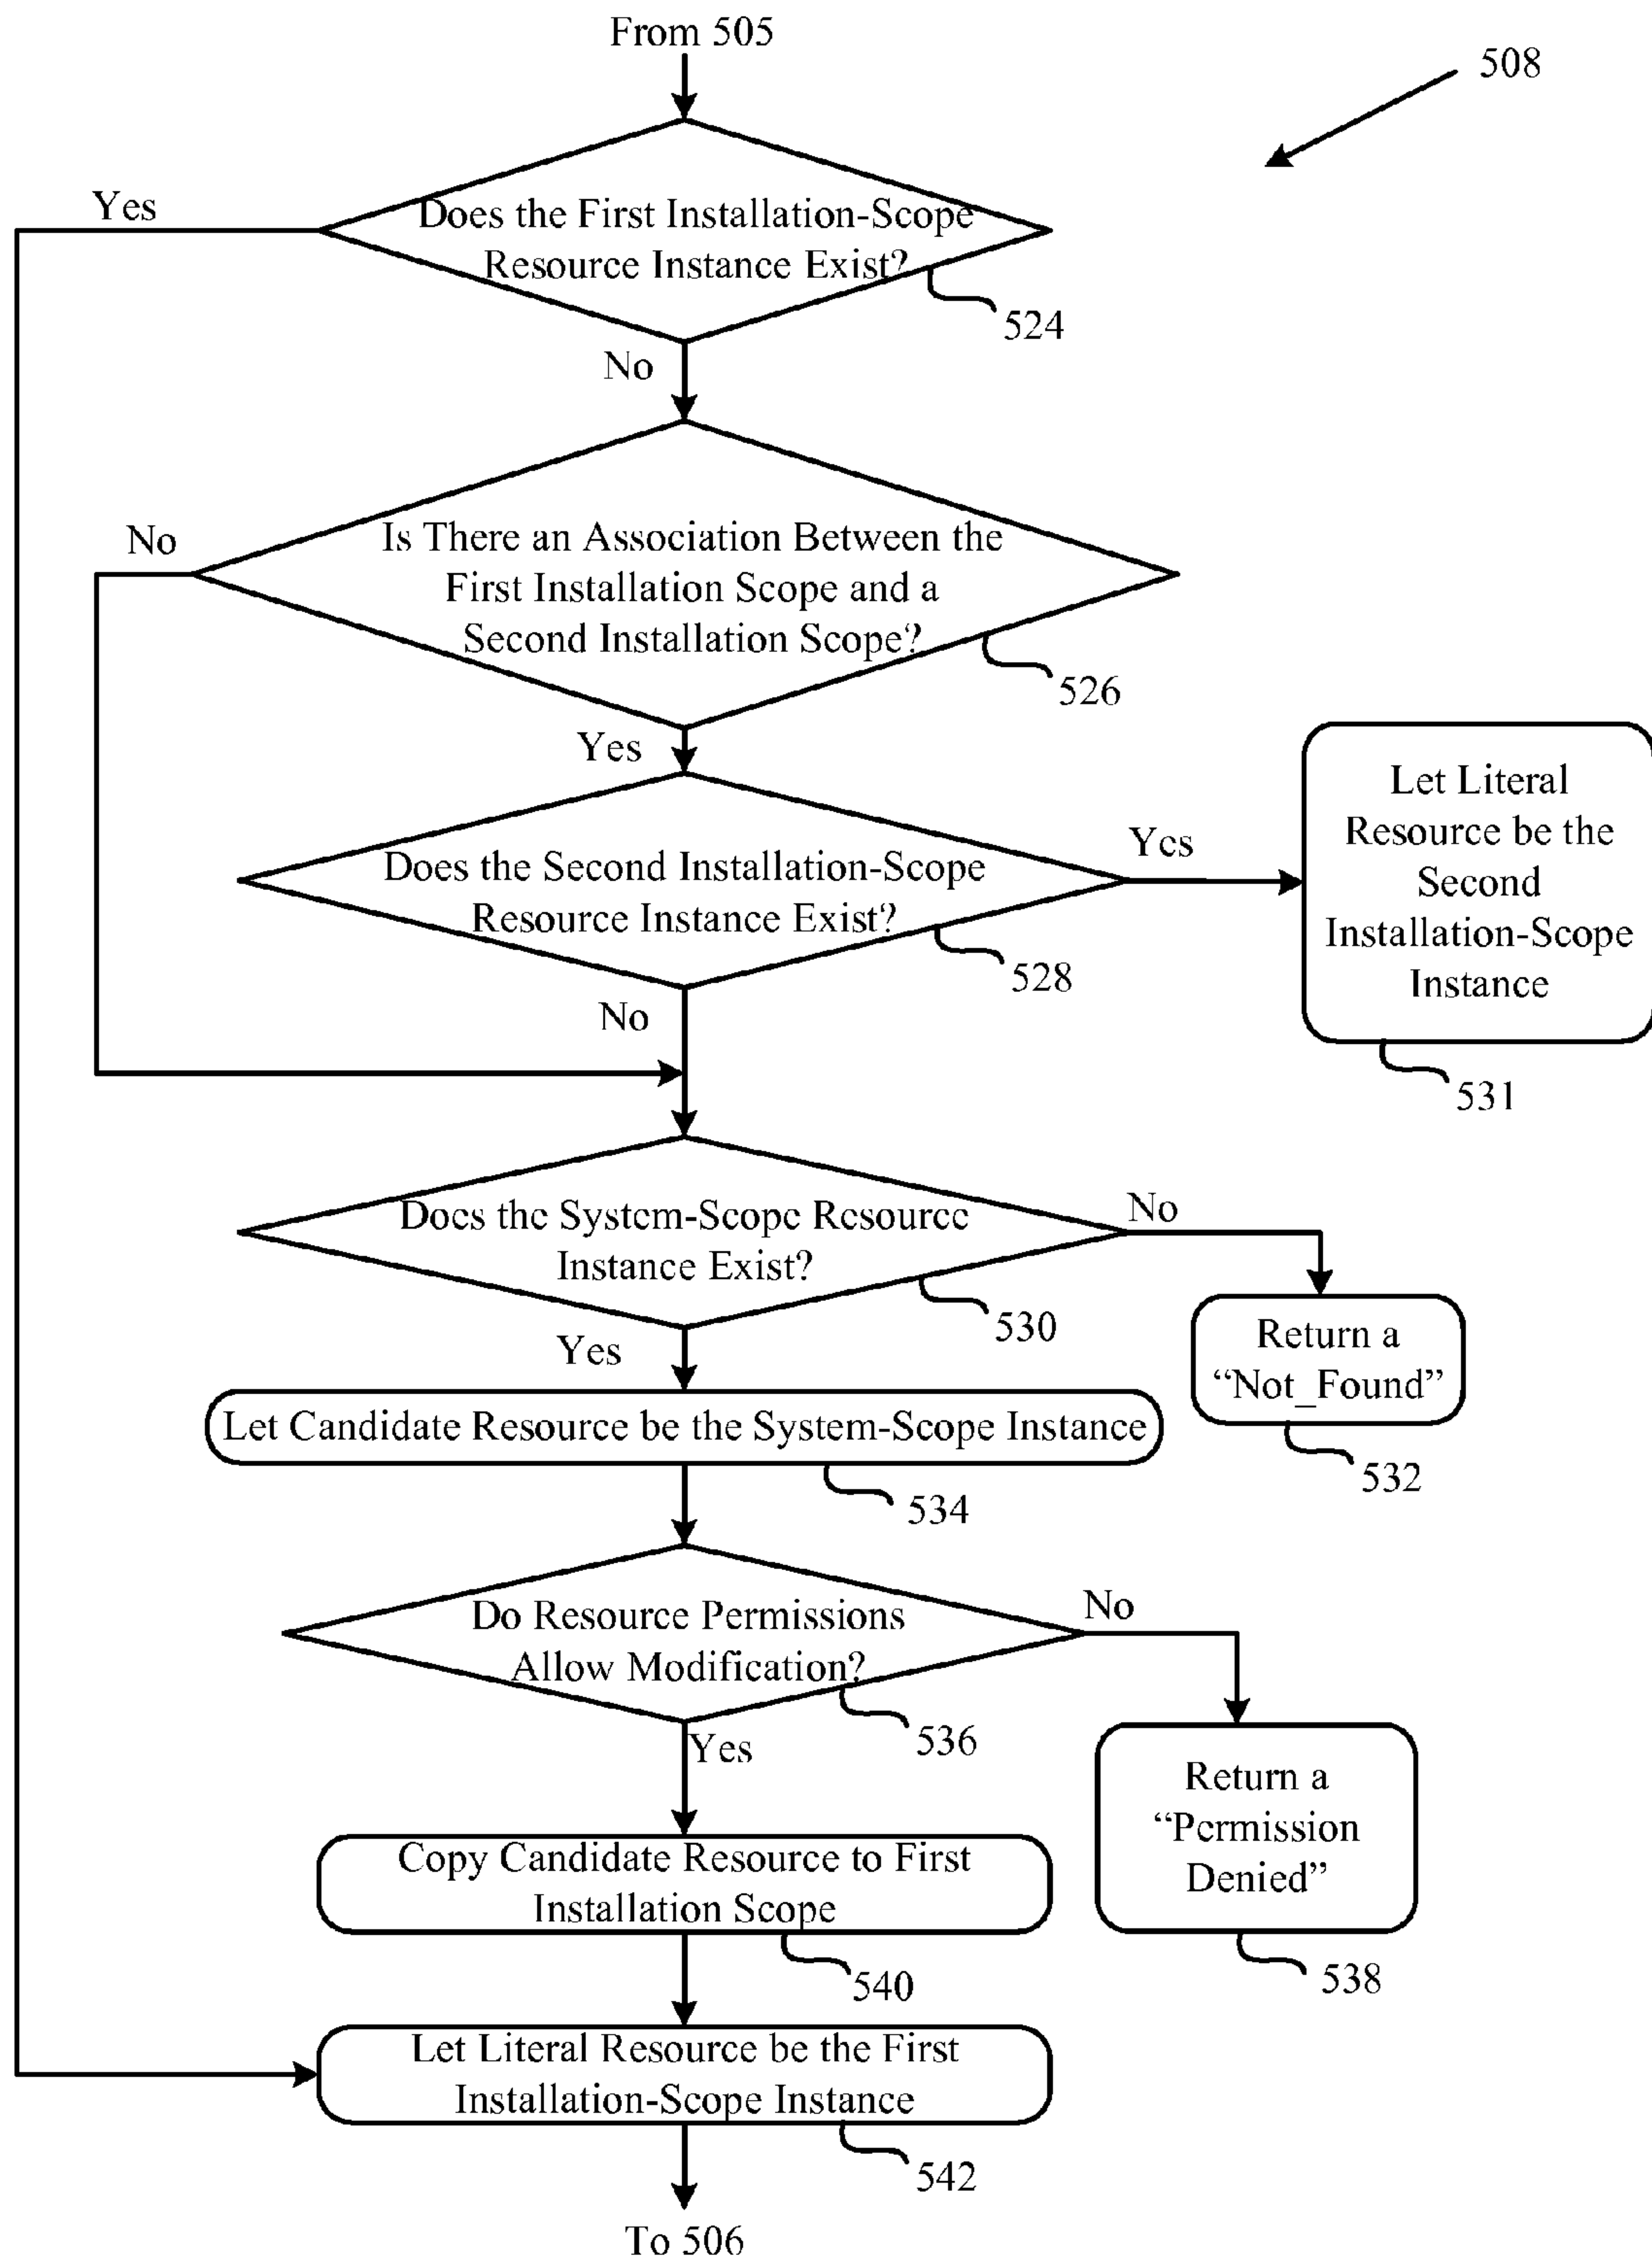 From 505
508
Yes
Does the First Installation-Scope
Resource Instance Exist?
524
No
Is There an Association Between the
First Installation Scope and a
Second Installation Scope?
No
526
Yes
Does the Second Installation-Scope
Resource Instance Exist?
Yes
528
Let Literal
Resource be the
Second
Installation-Scope
Instance
531
No
Does the System-Scope Resource
Instance Exist?
No
530
Return a
“Not_Found”
532
Yes
Let Candidate Resource be the System-Scope Instance
534
Do Resource Permissions
Allow Modification?
No
536
Return a
“Permission
Denied”
538
Yes
Copy Candidate Resource to First
Installation Scope
540
Let Literal Resource be the First
Installation-Scope Instance
542
To 506